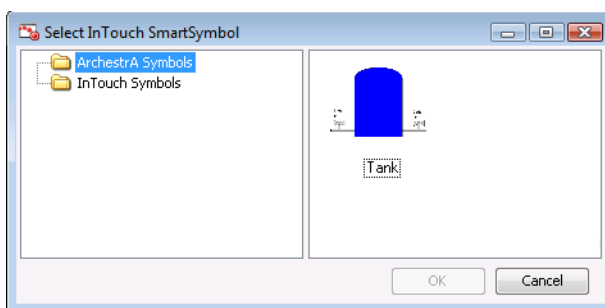 Select InTouch SmartSymbol
ArchestrA Symbols
InTouch Symbols
Tank
OK
Cancel